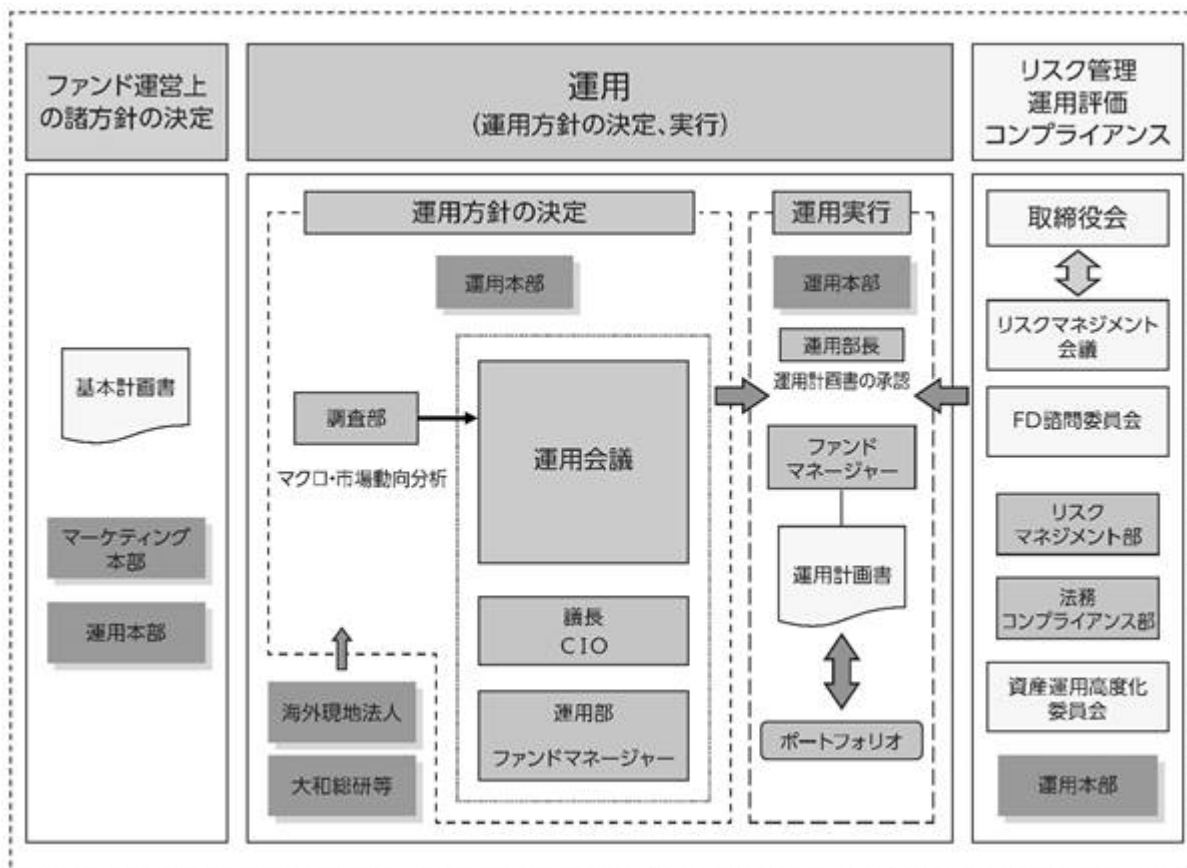 ファンド運営上
の諸方針の決定
運用
(運用方針の決定、実行)
リスク管理
運用評価
コンプライアンス
基本計画書
マーケティング
本部
運用本部
運用方針の決定
運用本部
調査部
マクロ・市場動向分析
運用会議
議長
CIO
運用部
ファンドマネージャー
海外現地法人
大和総研等
運用実行
運用本部
運用部長
運用計画書の承認
ファンド
マネージャー
運用計画書
ポートフォリオ
取締役会
リスクマネジメント
会議
FD諮問委員会
リスク
マネジメント部
法務
コンプライアンス部
資産運用高度化
委員会
運用本部